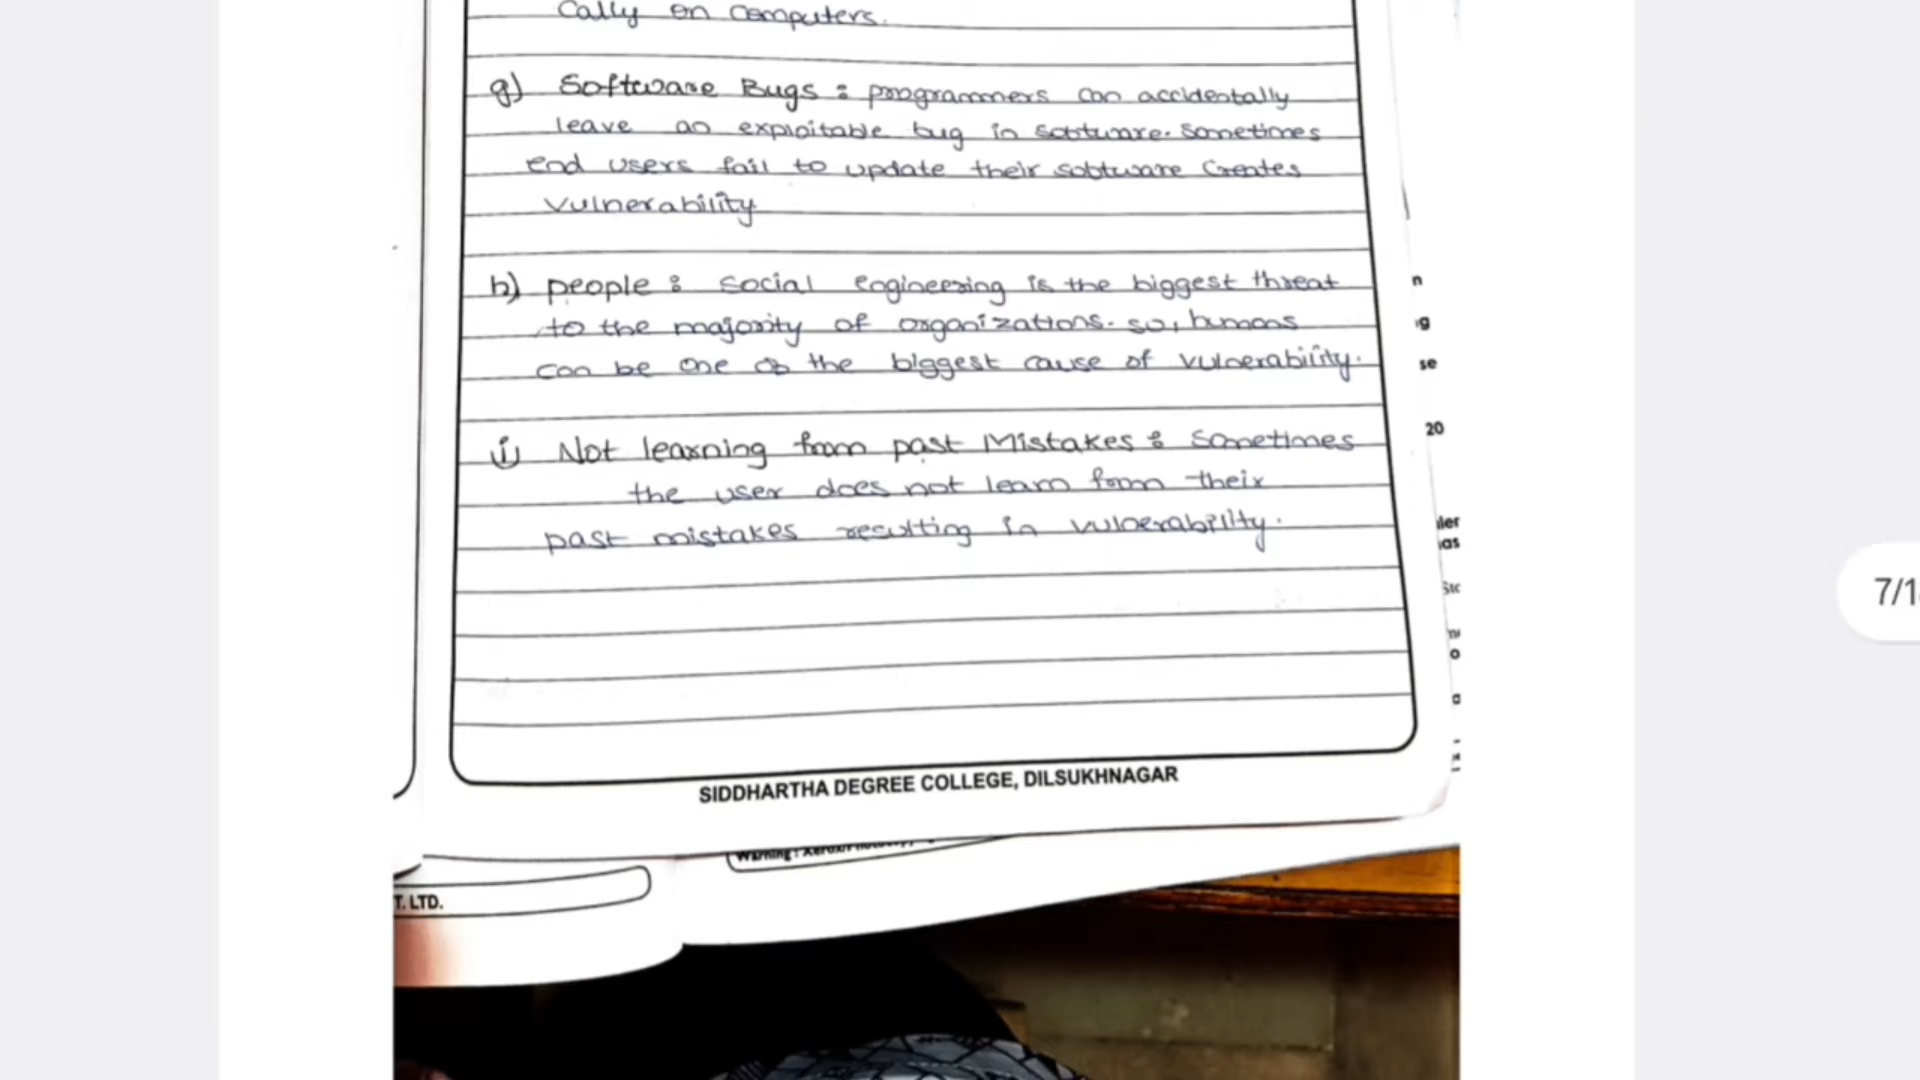 cally on computers.
g) Software Bugs : programmers can accidentally
leave an exploitable bug in software. Sometimes
end users fail to update their software creates
vulnerability
h) people : social engineering is the biggest threat
to the majority of organizations. so, humans
can be one of the biggest cause of vulnerability.
i) Not learning from past Mistakes : sometimes
the user does not learn from their
past mistakes resulting in vulnerability.
SIDDHARTHA DEGREE COLLEGE, DILSUKHNAGAR
T. LTD.
n
g
se
20
as
7/1